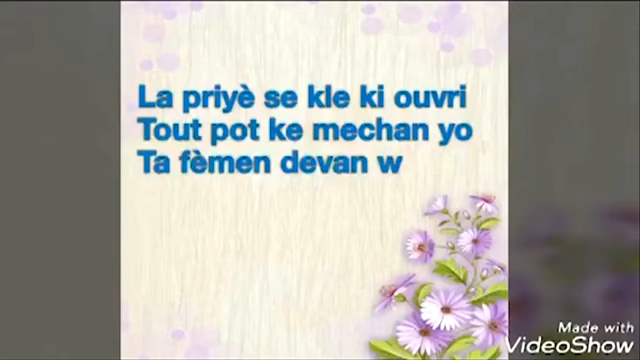 La priyè se kle ki ouvri
Tout pot ke mechan yo
Ta fèmen devan w
Made with
VideoShow